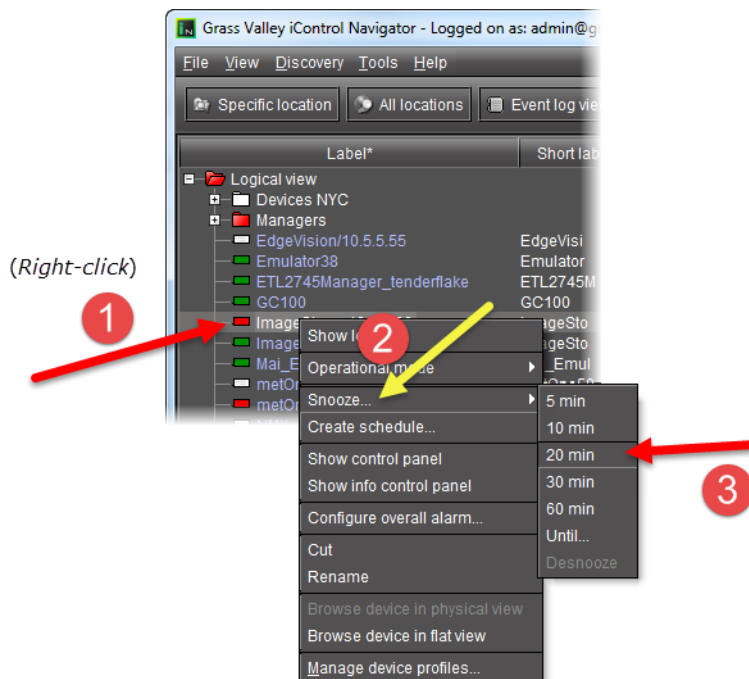 Grass Valley iControl Navigator - Logged on as: admin@g
File View Discovery Tools Help
Specific location All locations Event log vie
Label* Short lab
Logical view
Devices NYC
Managers
EdgeVision/10.5.5.55 EdgeVisi
Emulator38 Emulator
ETL2745Manager_tenderflake ETL2745M
GC100 GC100
(Right-click)
1
2
3
Show
Operational mode
Snooze...
Create schedule...
Show control panel
Show info control panel
Configure overall alarm...
Cut
Rename
Browse device in physical view
Browse device in flat view
Manage device profiles...
5 min
10 min
20 min
30 min
60 min
Until...
Desnooze